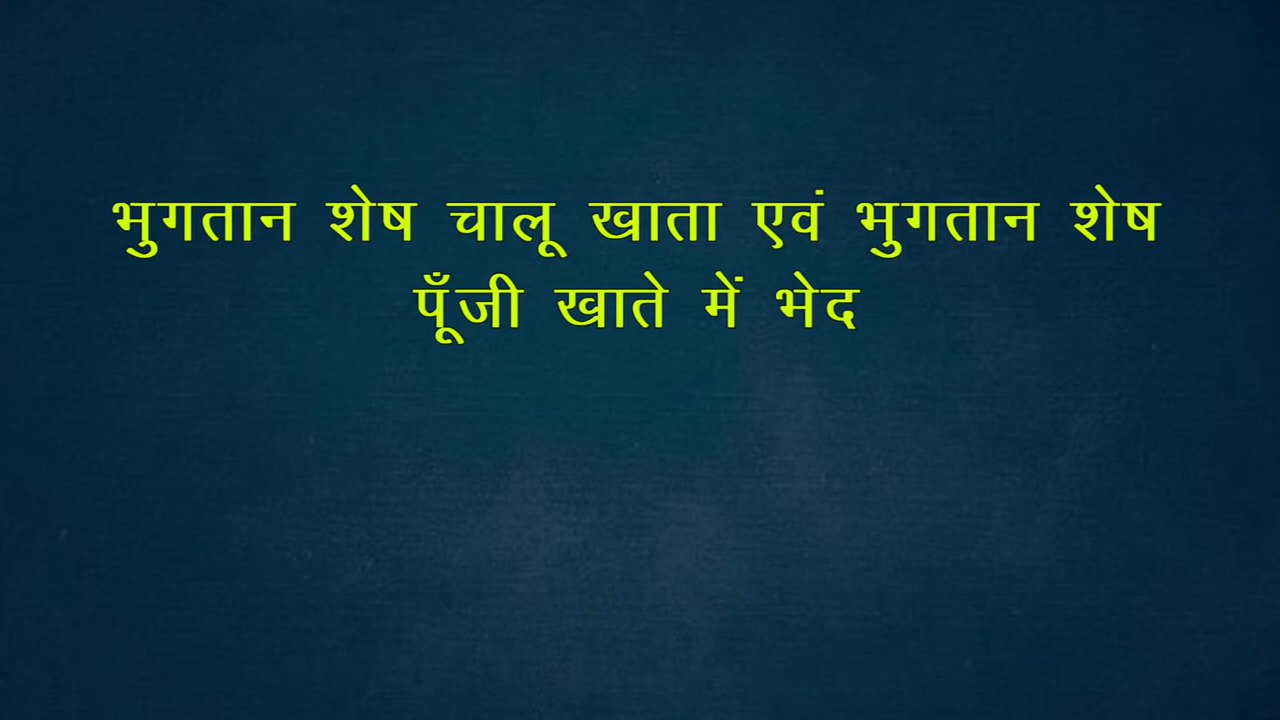 भुगतान शेष चालू खाता एवं भुगतान शेष
पूँजी खाते में भेद